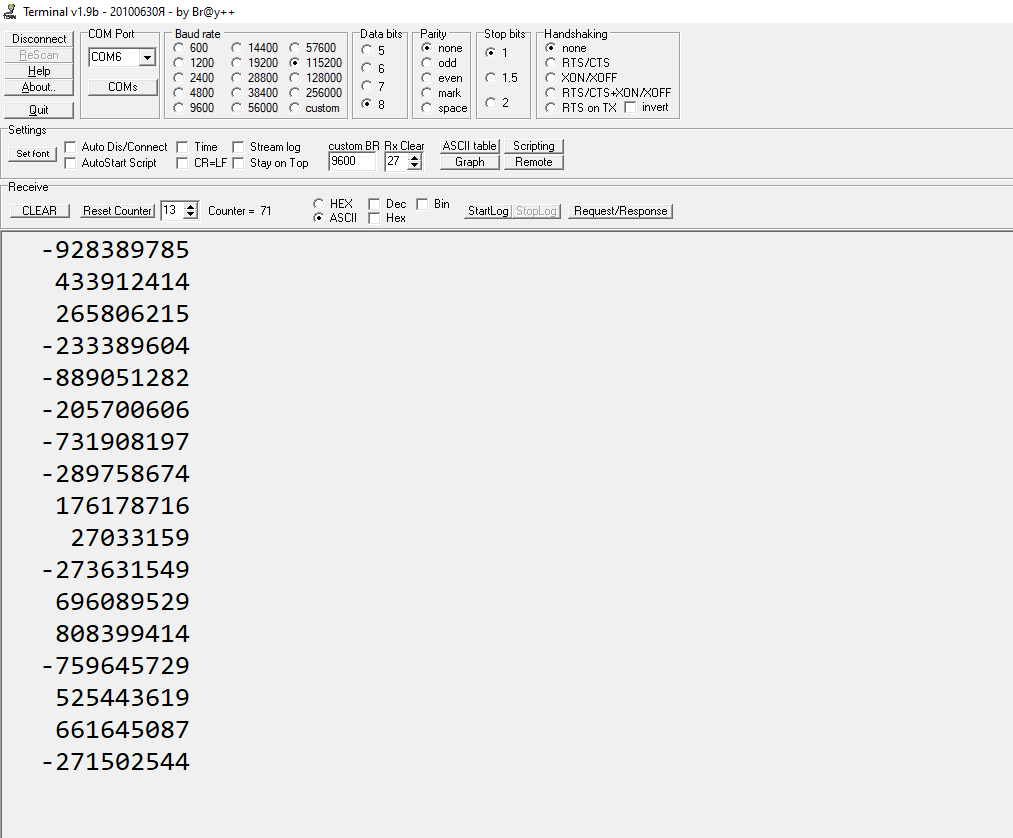 Terminal v1.9b - 20100630Я - by Br@y++
Disconnect
ReScan
Help
About..
Quit
COM Port
COM6
COMs
Baud rate
600 14400 57600
1200 19200 115200
2400 28800 128000
4800 38400 256000
9600 56000 custom
Data bits
5
6
7
8
Parity
none
odd
even
mark
space
Stop bits
1
1.5
2
Handshaking
none
RTS/CTS
XON/XOFF
RTS/CTS+XON/XOFF
RTS on TX invert
Settings
Set font
Auto Dis/Connect Time Stream log
AutoStart Script CR=LF Stay on Top
custom BR Rx Clear
9600 27
ASCII table Scripting
Graph Remote
Receive
CLEAR Reset Counter 13 Counter = 71
HEX Dec Bin
ASCII Hex
StartLog StopLog Request/Response
-928389785
433912414
265806215
-233389604
-889051282
-205700606
-731908197
-289758674
176178716
27033159
-273631549
696089529
808399414
-759645729
525443619
661645087
-271502544